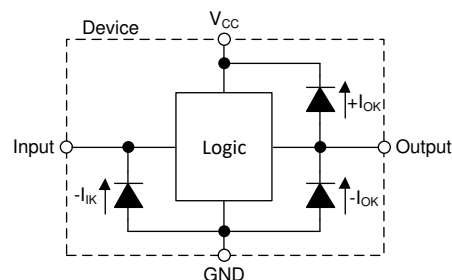 Device
VCC
+IOK
Input
Logic
Output
-IIK
-IOK
GND